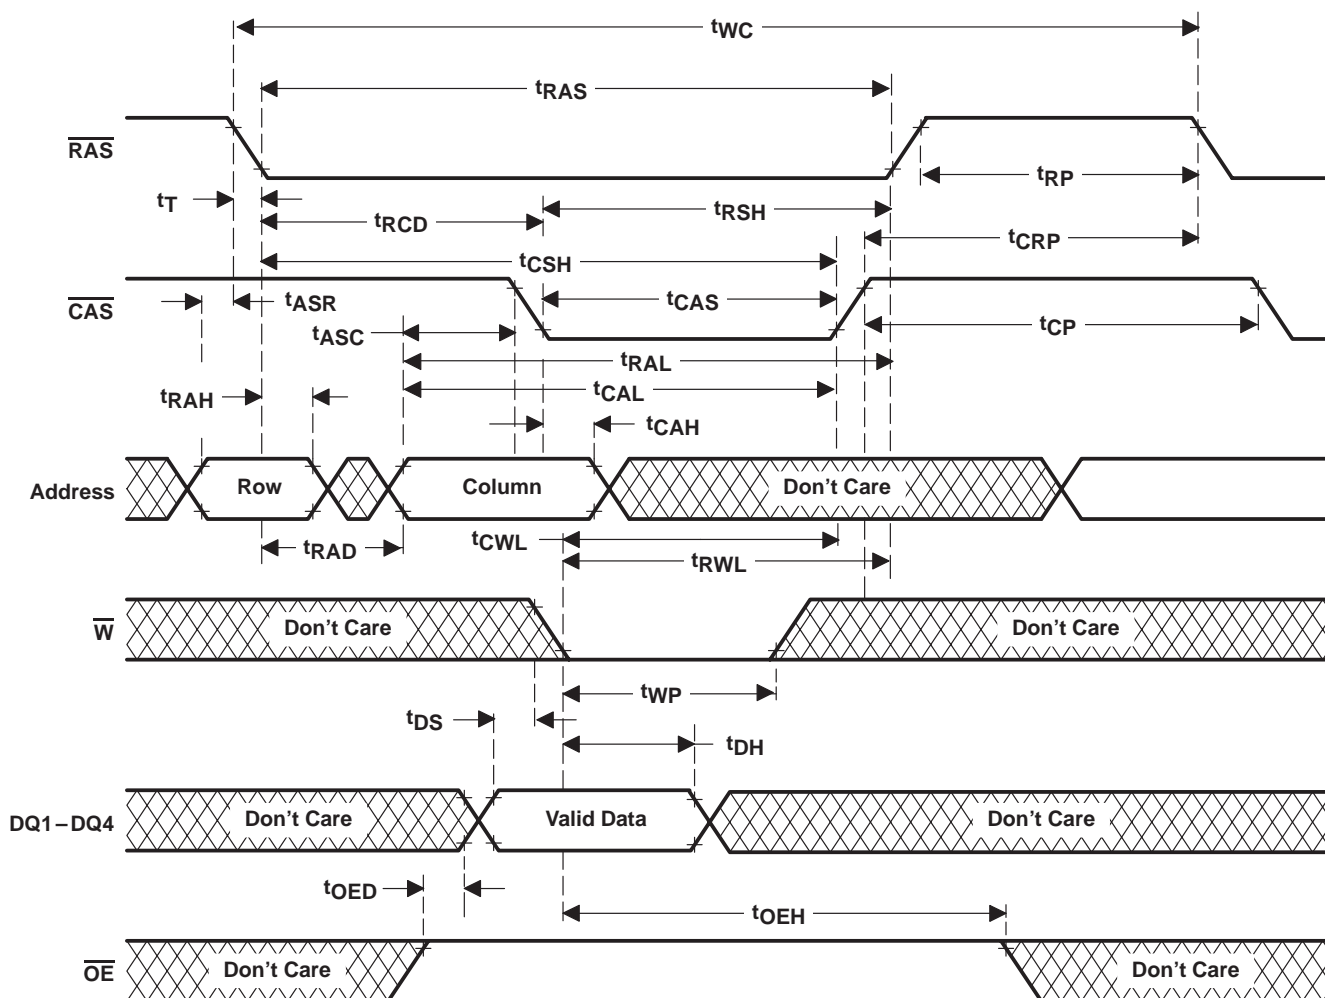 tWC
tRAS
RAS
tRP
tT
tRCD
tRSH
tCRP
tCSH
CAS
tASR
tCAS
tASC
tCP
tRAL
tRAH
tCAL
tCAH
Address
Row
Column
Don't Care
tRAD
tCWL
tRWL
W
Don't Care
Don't Care
tWP
tDS
tDH
DQ1–DQ4
Don't Care
Valid Data
Don't Care
tOED
tOEH
OE
Don't Care
Don't Care